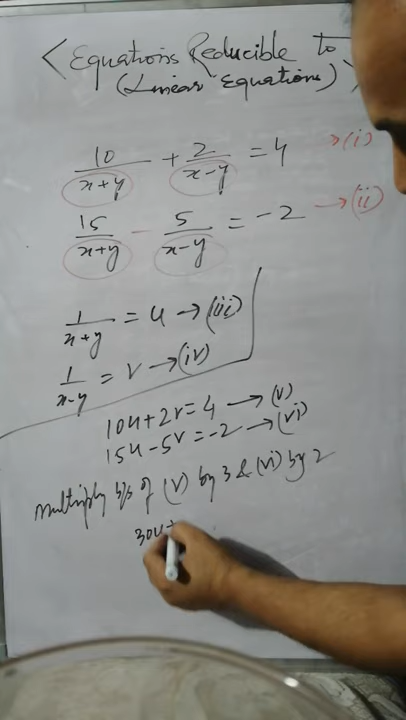 < Equations Reducible to
(Linear Equations) >
10/(x+y) + 2/(x-y) = 4 → (i)
15/(x+y) - 5/(x-y) = -2 → (ii)
1/(x+y) = u → (iii)
1/(x-y) = v → (iv)
10u+2v=4 → (v)
15u-5v=-2 → (vi)
Multiply b/s of (v) by 3 & (vi) by 2
30u+